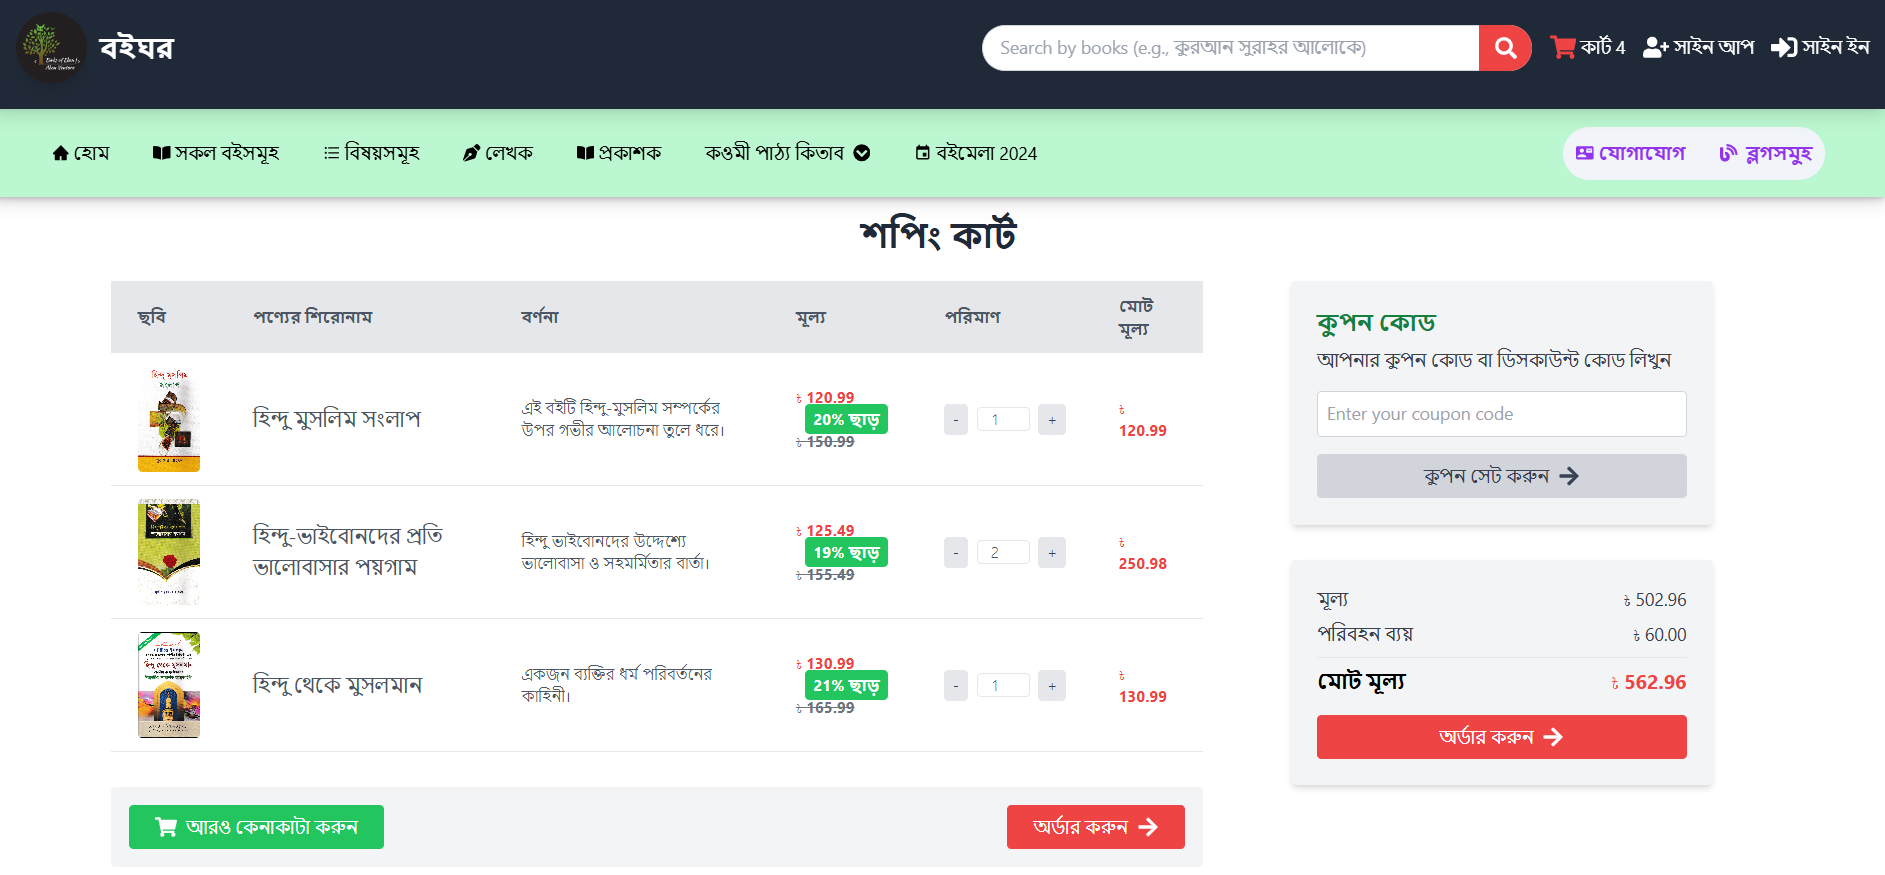 বইঘর
Search by books (e.g., কুরআন সুন্নাহর আলোকে)
কার্ট 4
সাইন আপ
সাইন ইন
হোম
সকল বইসমূহ
বিষয়সমূহ
লেখক
প্রকাশক
কওমী পাঠ্য কিতাব
বইমেলা 2024
যোগাযোগ
ব্লগসমুহ
শপিং কার্ট
ছবি
পণ্যের শিরোনাম
বর্ণনা
মূল্য
পরিমাণ
মোট
মূল্য
হিন্দু মুসলিম সংলাপ
এই বইটি হিন্দু-মুসলিম সম্পর্কের
উপর গভীর আলোচনা তুলে ধরে।
৳ 120.99
20% ছাড়
৳ 150.99
- 1 +
৳
120.99
হিন্দু-ভাইবোনদের প্রতি
ভালোবাসার পয়গাম
হিন্দু ভাইবোনদের উদ্দেশ্যে
ভালোবাসা ও সহমর্মিতার বার্তা।
৳ 125.49
19% ছাড়
৳ 155.49
- 2 +
৳
250.98
হিন্দু থেকে মুসলমান
হিন্দু থেকে মুসলমান
একজন ব্যক্তির ধর্ম পরিবর্তনের
কাহিনী।
৳ 130.99
21% ছাড়
৳ 165.99
- 1 +
৳
130.99
আরও কেনাকাটা করুন
অর্ডার করুন
কুপন কোড
আপনার কুপন কোড বা ডিসকাউন্ট কোড লিখুন
Enter your coupon code
কুপন সেট করুন
মূল্য ৳ 502.96
পরিবহন ব্যয় ৳ 60.00
মোট মূল্য ৳ 562.96
অর্ডার করুন